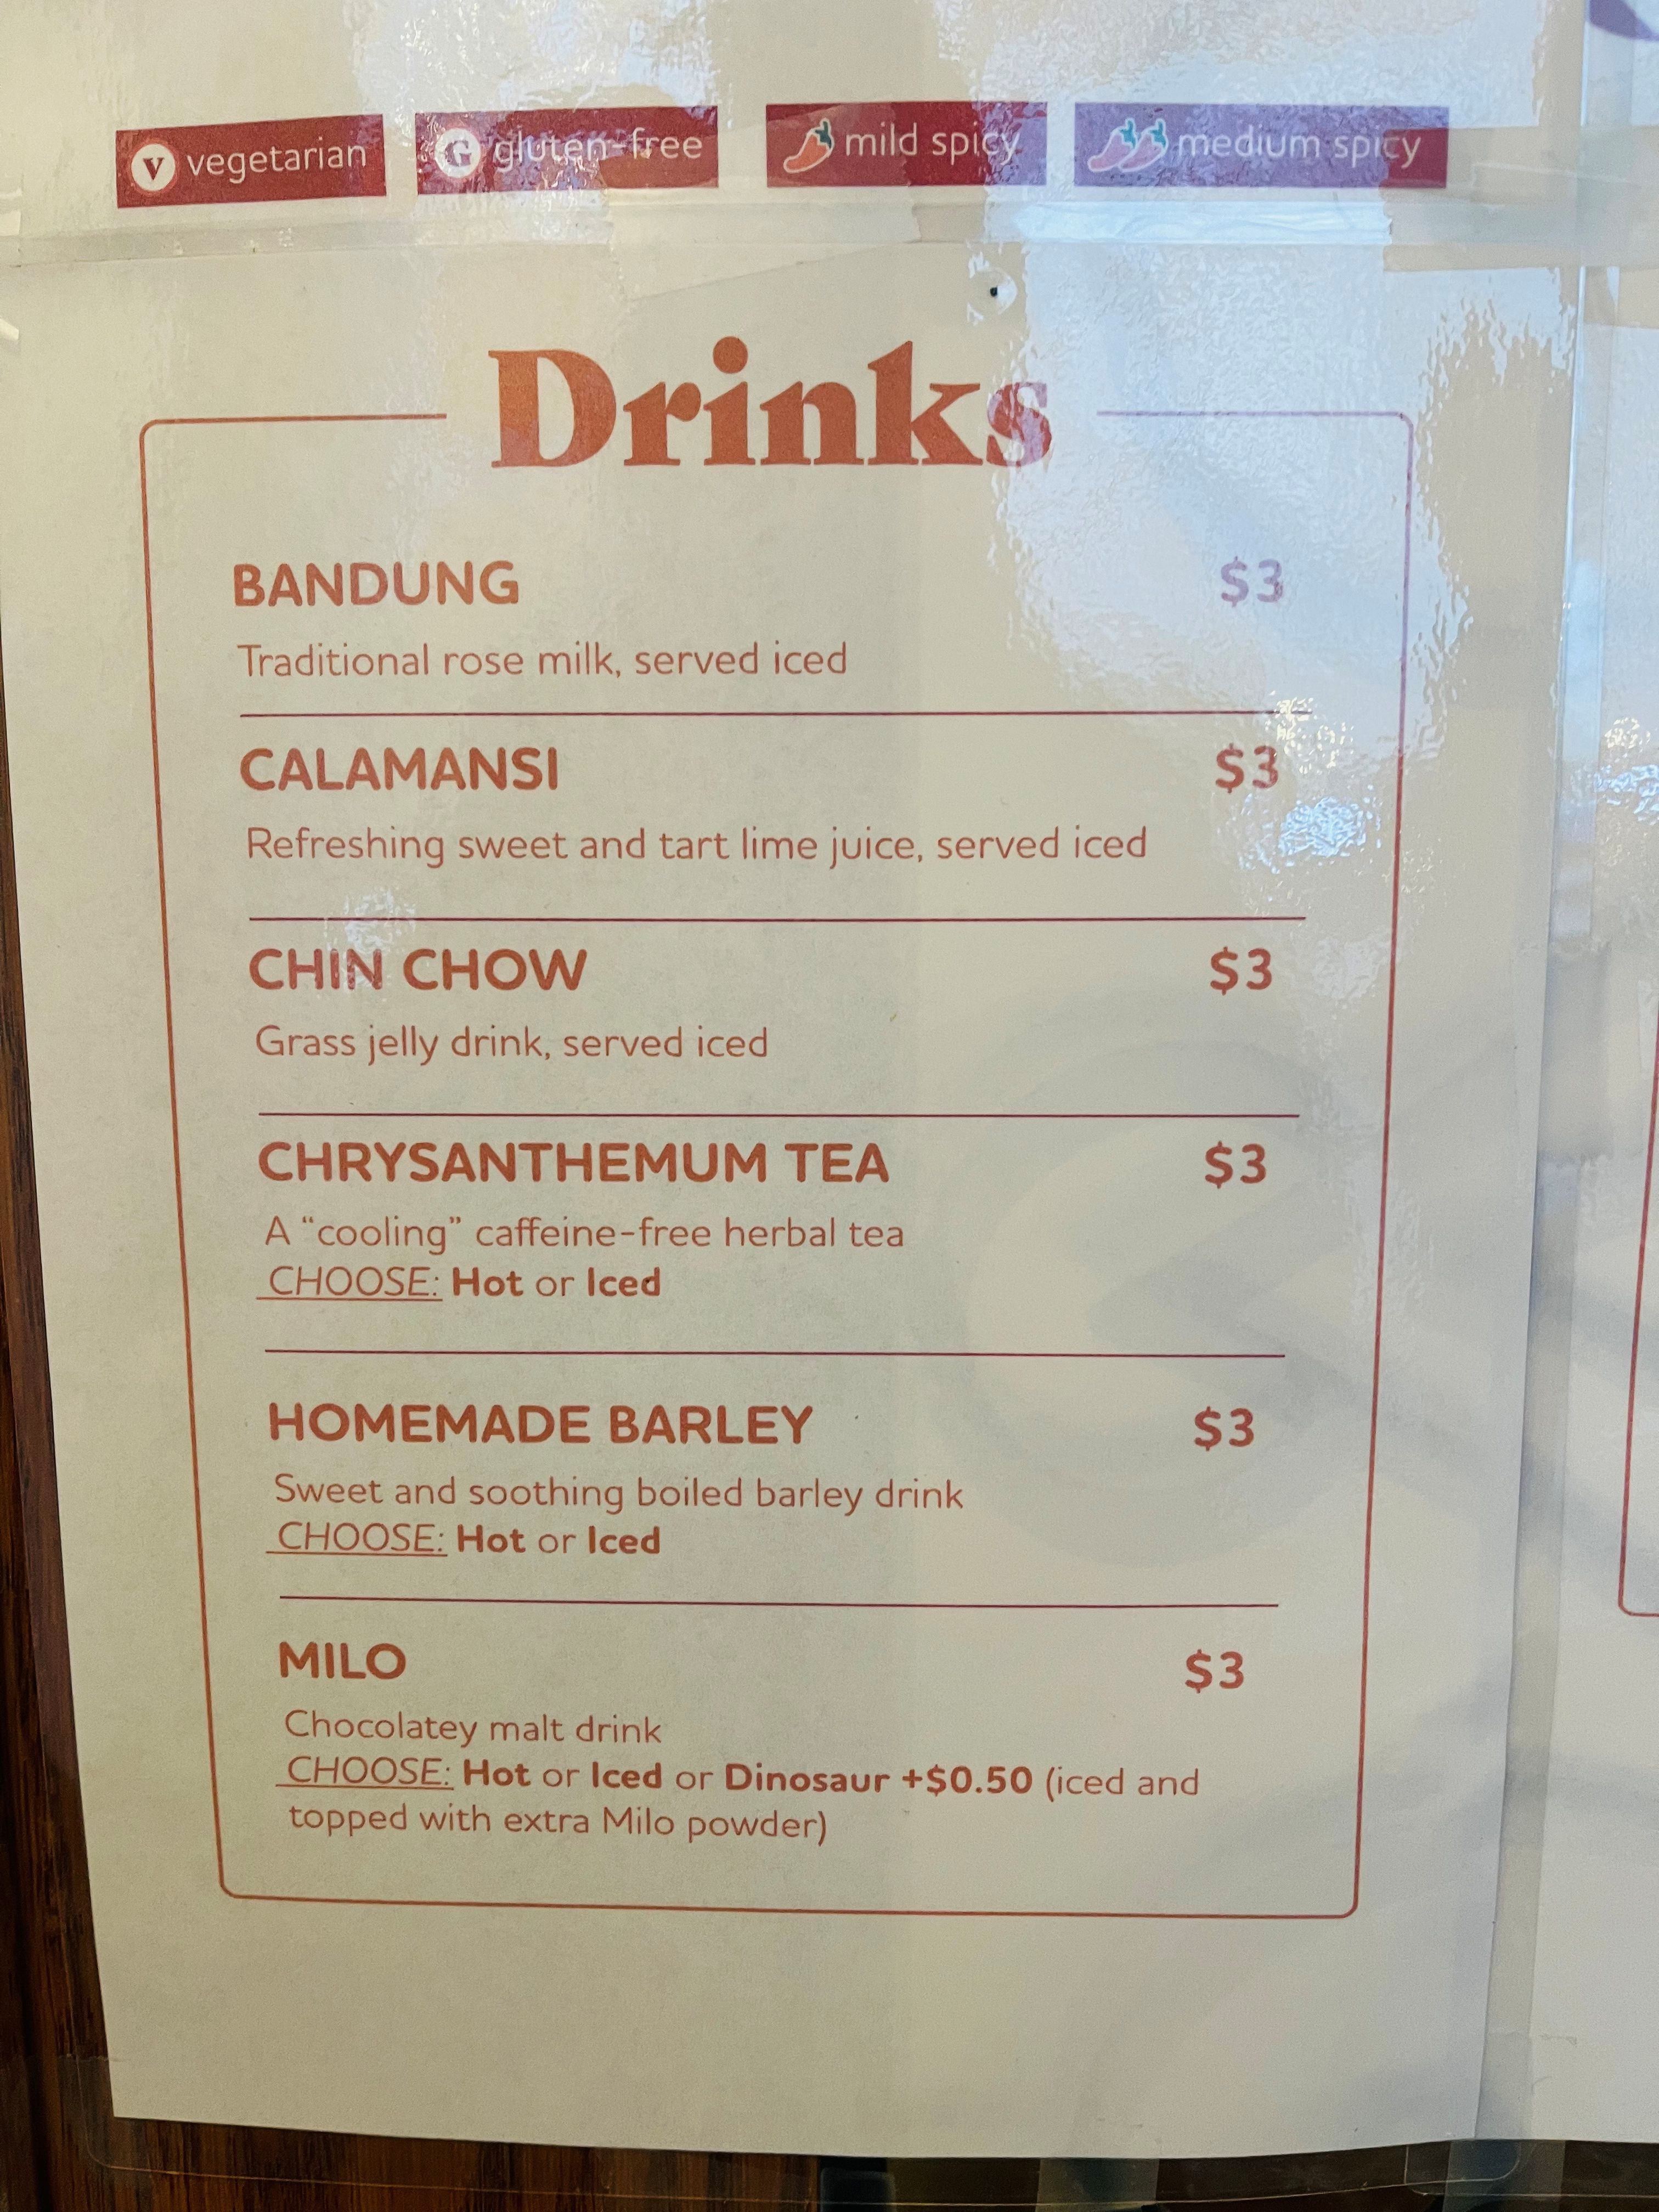 V vegetarian G gluten-free mild spicy medium spicy
Drinks
BANDUNG $3
Traditional rose milk, served iced
CALAMANSI $3
Refreshing sweet and tart lime juice, served iced
CHIN CHOW $3
Grass jelly drink, served iced
CHRYSANTHEMUM TEA $3
A “cooling” caffeine-free herbal tea
CHOOSE: Hot or Iced
HOMEMADE BARLEY $3
Sweet and soothing boiled barley drink
CHOOSE: Hot or Iced
MILO $3
Chocolatey malt drink
CHOOSE: Hot or Iced or Dinosaur +$0.50 (iced and
topped with extra Milo powder)